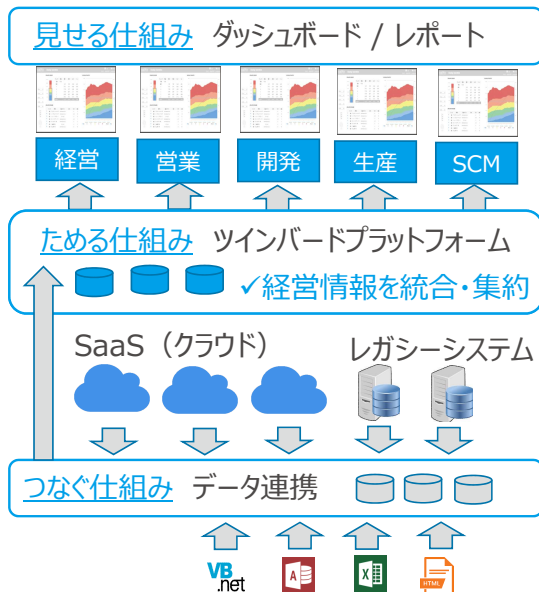 見せる仕組み ダッシュボード / レポート
経営 営業 開発 生産 SCM
ためる仕組み ツインバードプラットフォーム
✓経営情報を統合・集約
SaaS（クラウド） レガシーシステム
つなぐ仕組み データ連携
VB
.net
A
X
HTML